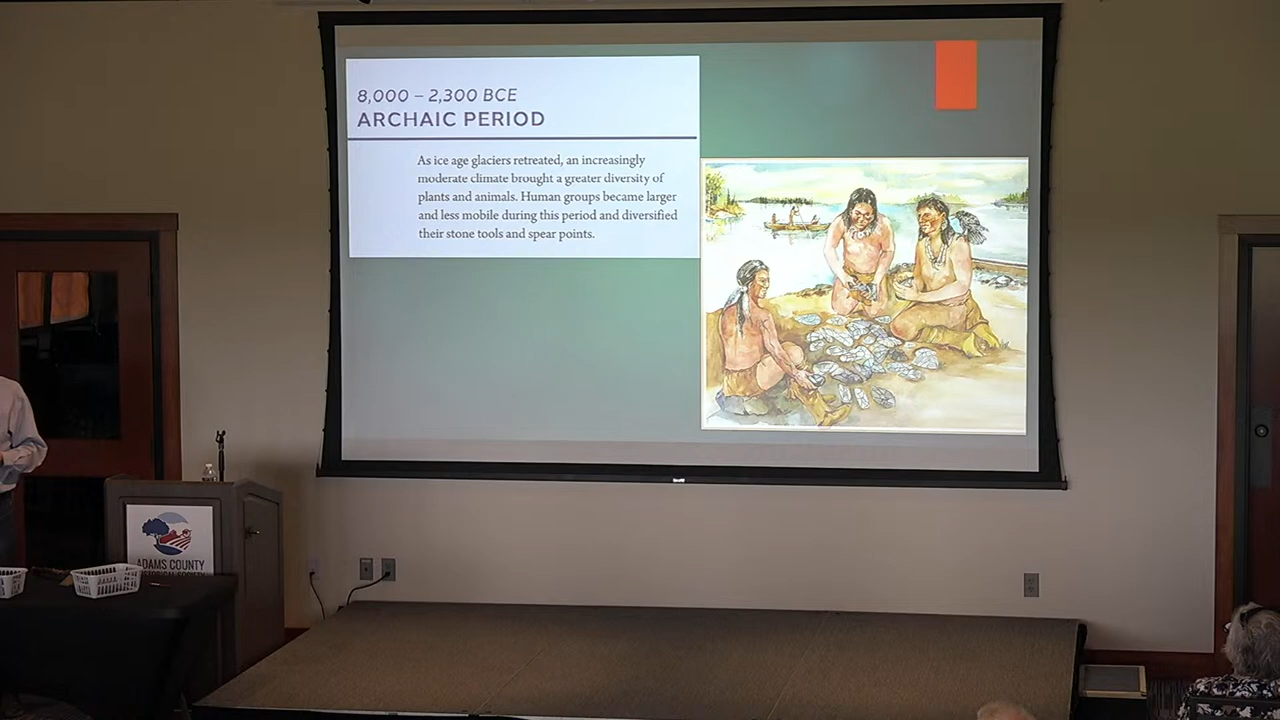 8,000 – 2,300 BCE
ARCHAIC PERIOD
As ice age glaciers retreated, an increasingly
moderate climate brought a greater diversity of
plants and animals. Human groups became larger
and less mobile during this period and diversified
their stone tools and spear points.
ADAMS COUNTY